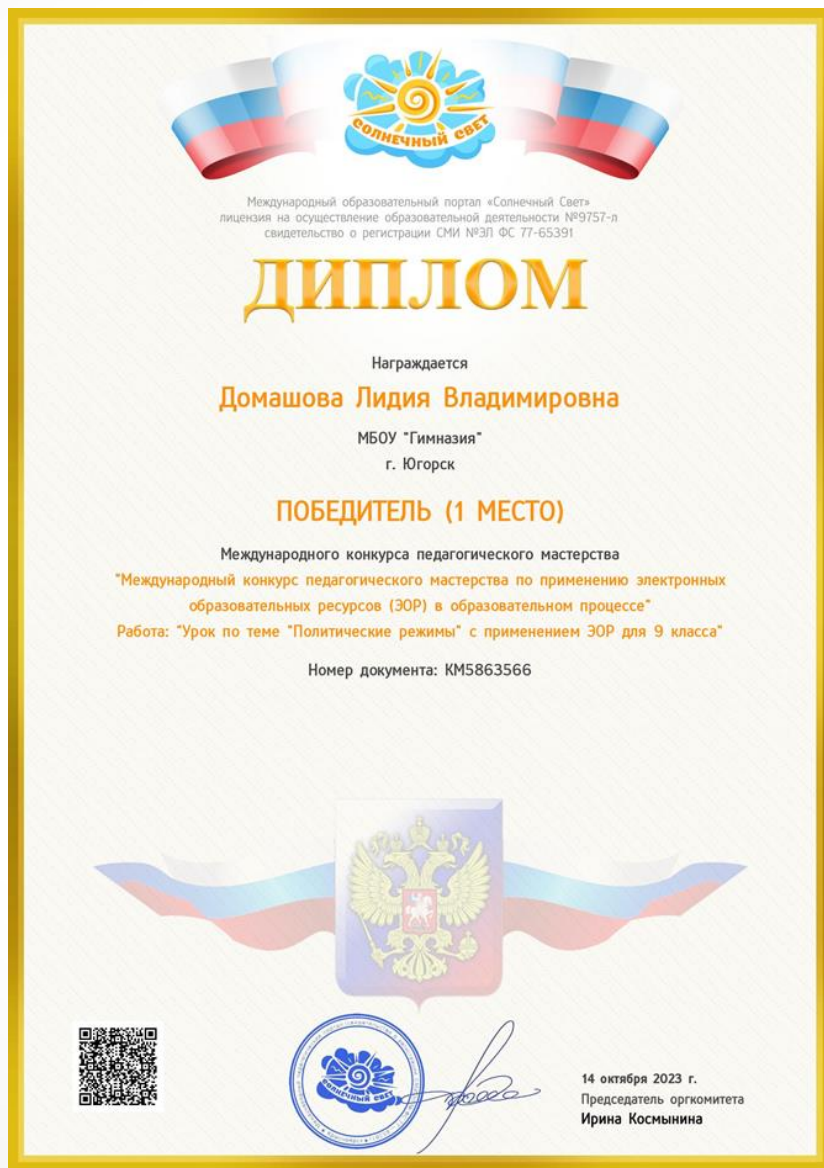 СОЛНЕЧНЫЙ СВЕТ
Международный образовательный портал «Солнечный Свет»
лицензия на осуществление образовательной деятельности №9757-л
свидетельство о регистрации СМИ №ЭЛ ФС 77-65391
ДИПЛОМ
Награждается
Домашова Лидия Владимировна
МБОУ "Гимназия"
г. Югорск
ПОБЕДИТЕЛЬ (1 МЕСТО)
Международного конкурса педагогического мастерства
"Международный конкурс педагогического мастерства по применению электронных
образовательных ресурсов (ЭОР) в образовательном процессе"
Работа: "Урок по теме "Политические режимы" с применением ЭОР для 9 класса"
Номер документа: КМ5863566
СОЛНЕЧНЫЙ СВЕТ
14 октября 2023 г.
Председатель оргкомитета
Ирина Космынина